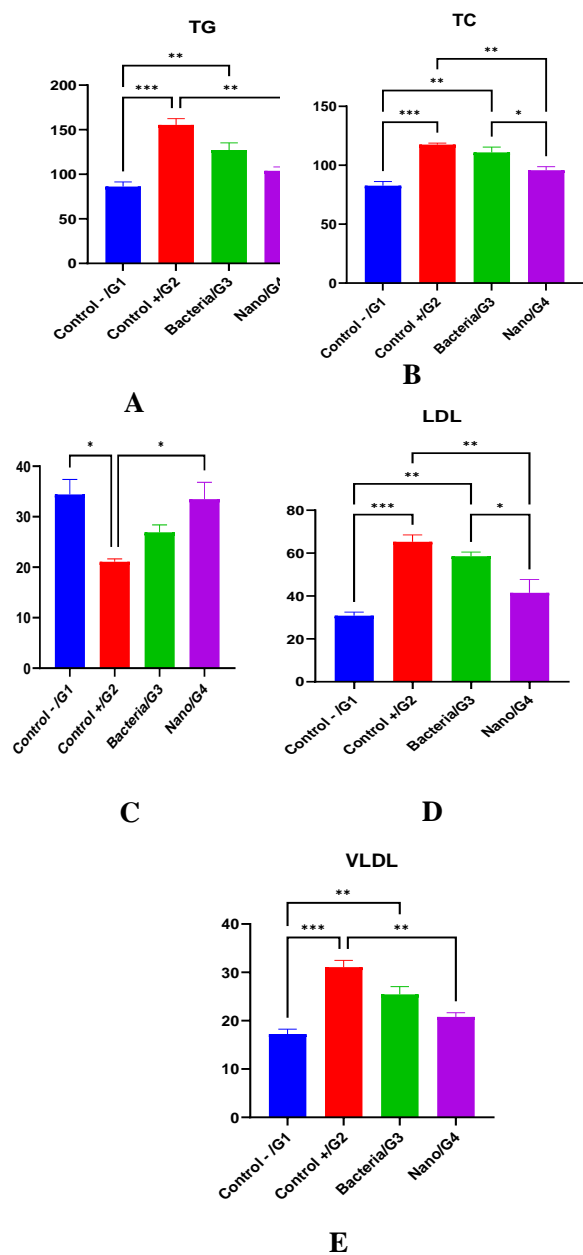 TG
**
***
**
200
150
100
50
0
Control - /G1
Control +/G2
Bacteria/G3
Nano/G4
A
TC
**
**
***
*
150
100
50
0
Control - /G1
Control +/G2
Bacteria/G3
Nano/G4
B
*
*
40
30
20
10
0
Control - /G1
Control +/G2
Bacteria/G3
Nano/G4
C
LDL
**
**
***
*
80
60
40
20
0
Control - /G1
Control +/G2
Bacteria/G3
Nano/G4
D
VLDL
**
***
**
40
30
20
10
0
Control - /G1
Control +/G2
Bacteria/G3
Nano/G4
E